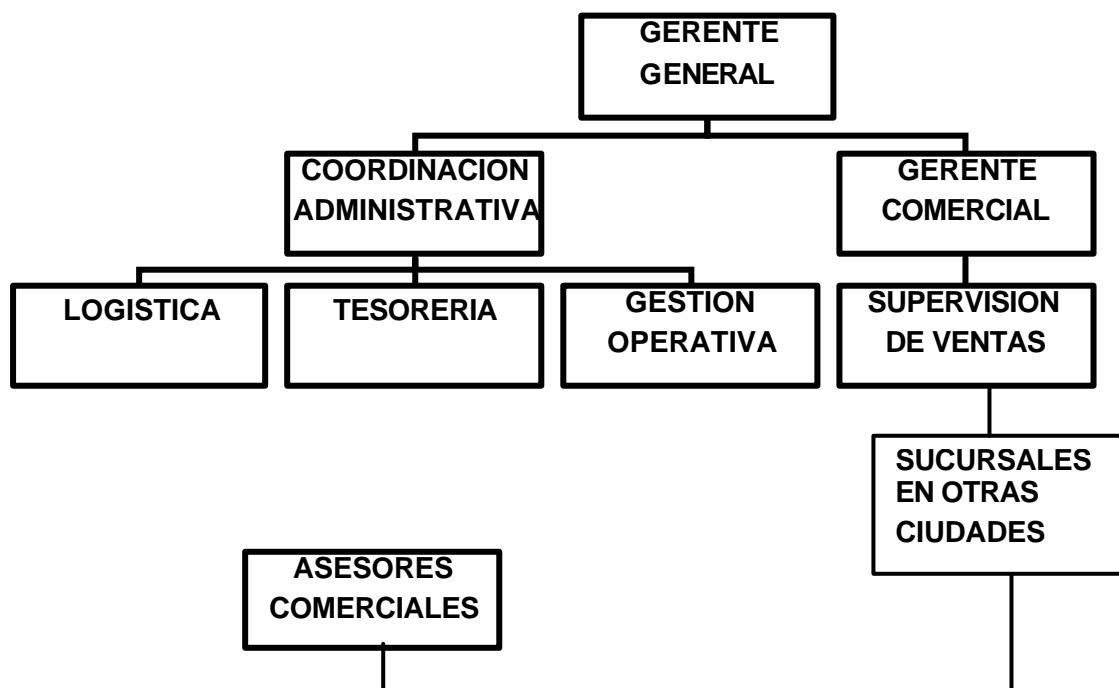 GERENTE
GENERAL
COORDINACION
ADMINISTRATIVA
GERENTE
COMERCIAL
LOGISTICA
TESORERIA
GESTION
OPERATIVA
SUPERVISION
DE VENTAS
SUCURSALES
EN OTRAS
CIUDADES
ASESORES
COMERCIALES